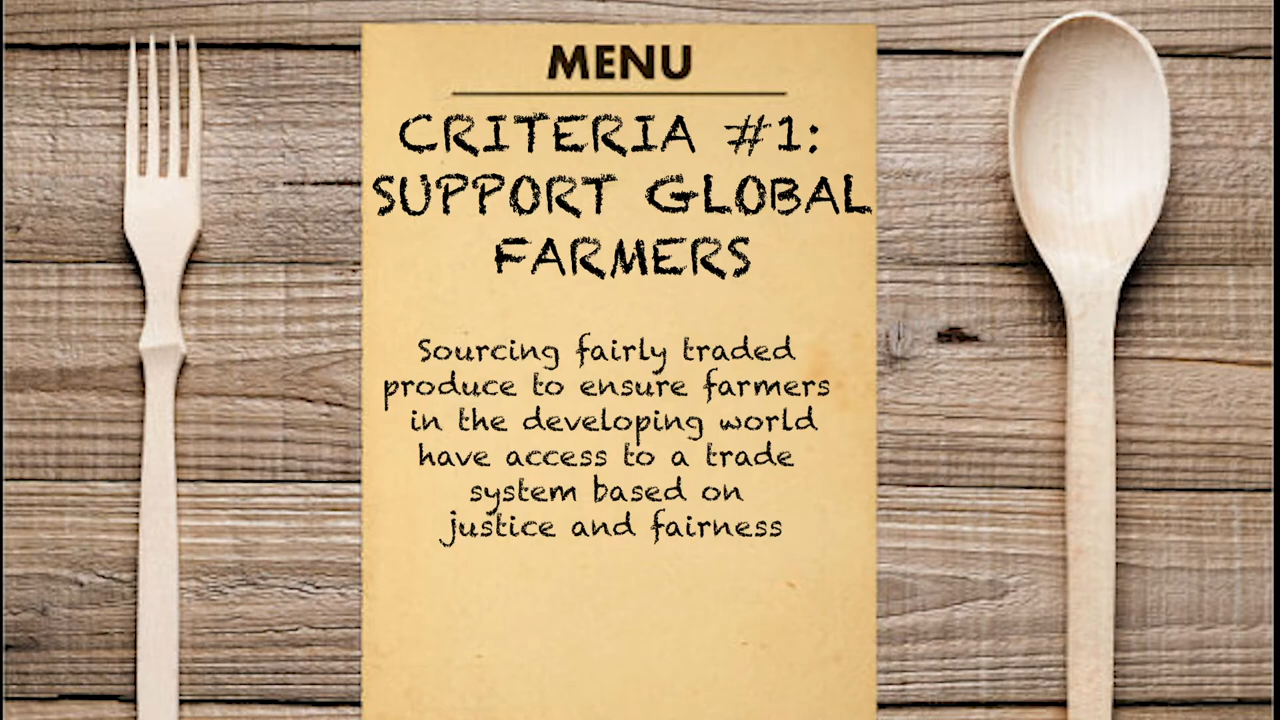 MENU
CRITERIA #1:
SUPPORT GLOBAL
FARMERS
Sourcing fairly traded
produce to ensure farmers
in the developing world
have access to a trade
system based on
justice and fairness